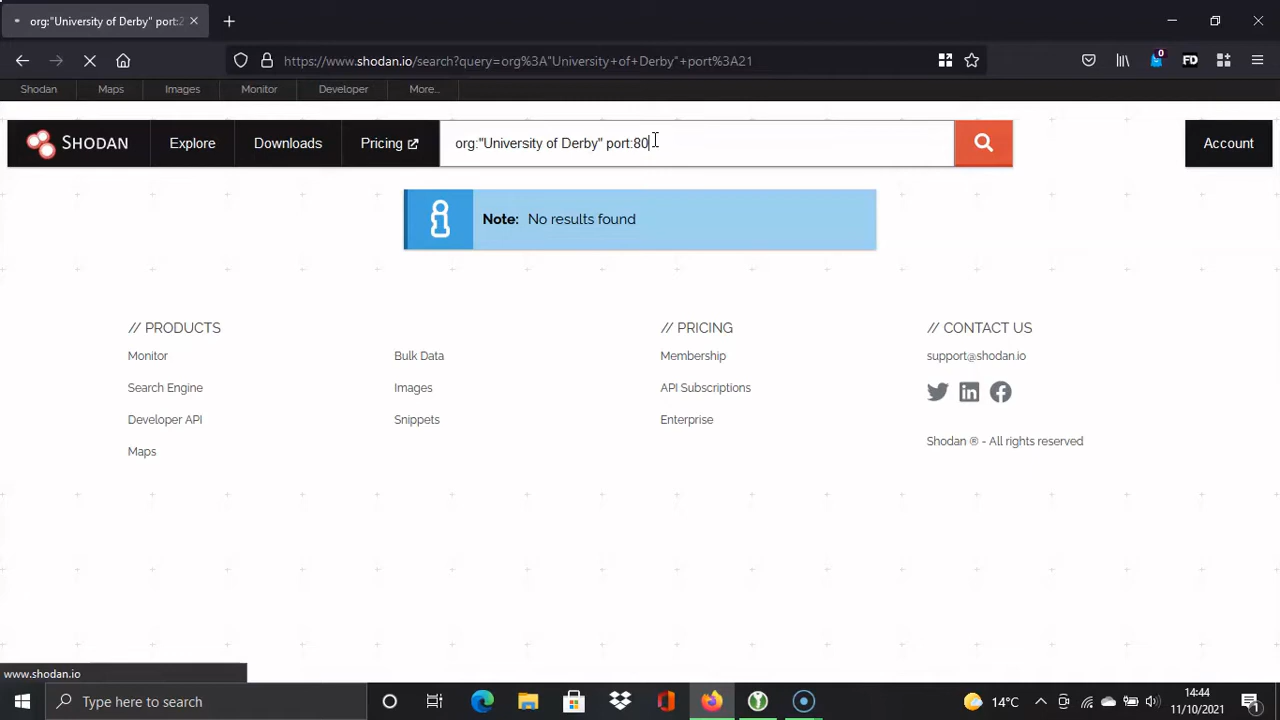 org:"University of Derby" port:2
https://www.shodan.io/search?query=org%3A"University+of+Derby"+port%3A21
0
FD
Shodan
Maps
Images
Monitor
Developer
More...
SHODAN
Explore
Downloads
Pricing
org:"University of Derby" port:80
Account
Note: No results found
// PRODUCTS
Monitor
Search Engine
Developer API
Maps
Bulk Data
Images
Snippets
// PRICING
Membership
API Subscriptions
Enterprise
// CONTACT US
support@shodan.io
Shodan ® - All rights reserved
www.shodan.io
Type here to search
14°C
14:44
11/10/2021
1